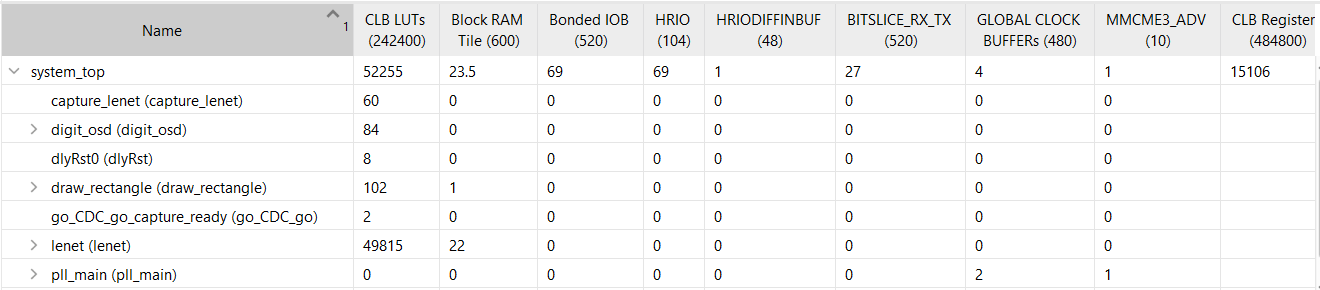 Name 1 CLB LUTs (242400) Block RAM Tile (600) Bonded IOB (520) HRIO (104) HRIODIFFINBUF (48) BITSLICE_RX_TX (520) GLOBAL CLOCK BUFFERs (480) MMCME3_ADV (10) CLB Register (484800)
system_top 52255 23.5 69 69 1 27 4 1 15106
capture_lenet (capture_lenet) 60 0 0 0 0 0 0 0
digit_osd (digit_osd) 84 0 0 0 0 0 0 0
dlyRst0 (dlyRst) 8 0 0 0 0 0 0 0
draw_rectangle (draw_rectangle) 102 1 0 0 0 0 0 0
go_CDC_go_capture_ready (go_CDC_go) 2 0 0 0 0 0 0 0
lenet (lenet) 49815 22 0 0 0 0 0 0
pll_main (pll_main) 0 0 0 0 0 0 2 1